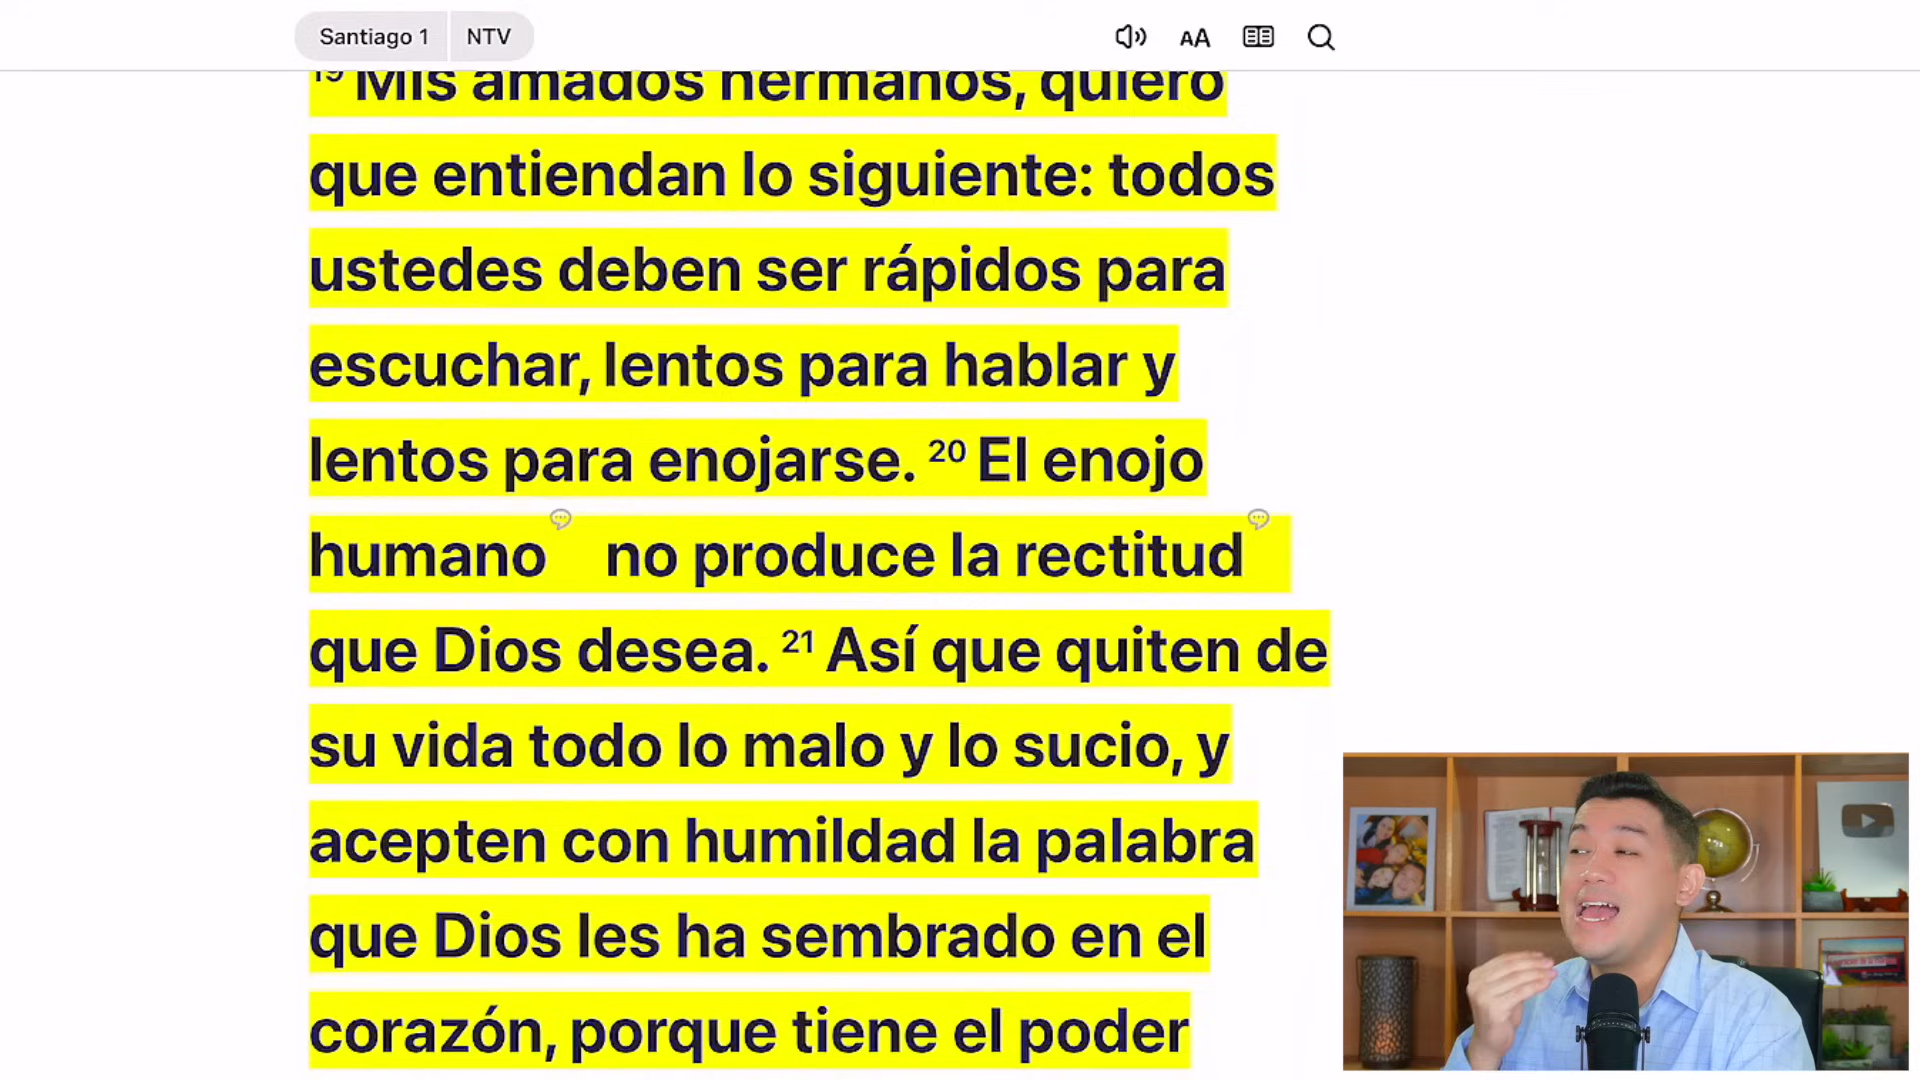 Santiago 1 NTV AA
19 Mis amados hermanos, quiero
que entiendan lo siguiente: todos
ustedes deben ser rápidos para
escuchar, lentos para hablar y
lentos para enojarse. 20 El enojo
humano no produce la rectitud
que Dios desea. 21 Así que quiten de
su vida todo lo malo y lo sucio, y
acepten con humildad la palabra
que Dios les ha sembrado en el
corazón, porque tiene el poder